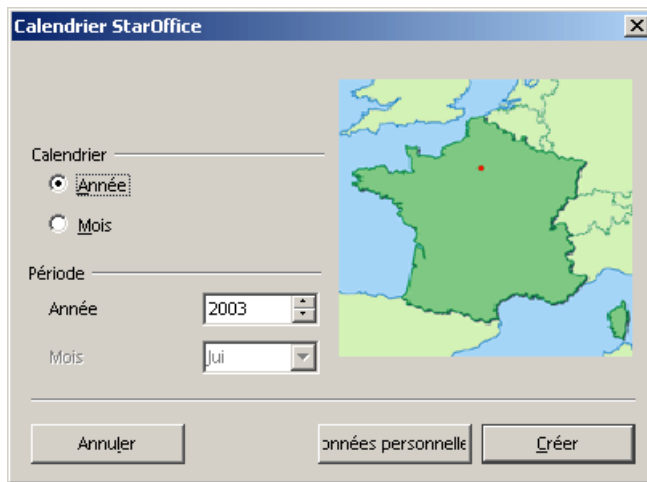 Calendrier StarOffice
Calendrier
Année
Mois
Période
Année 2003
Mois Jui
Annuler onnées personnelle Créer